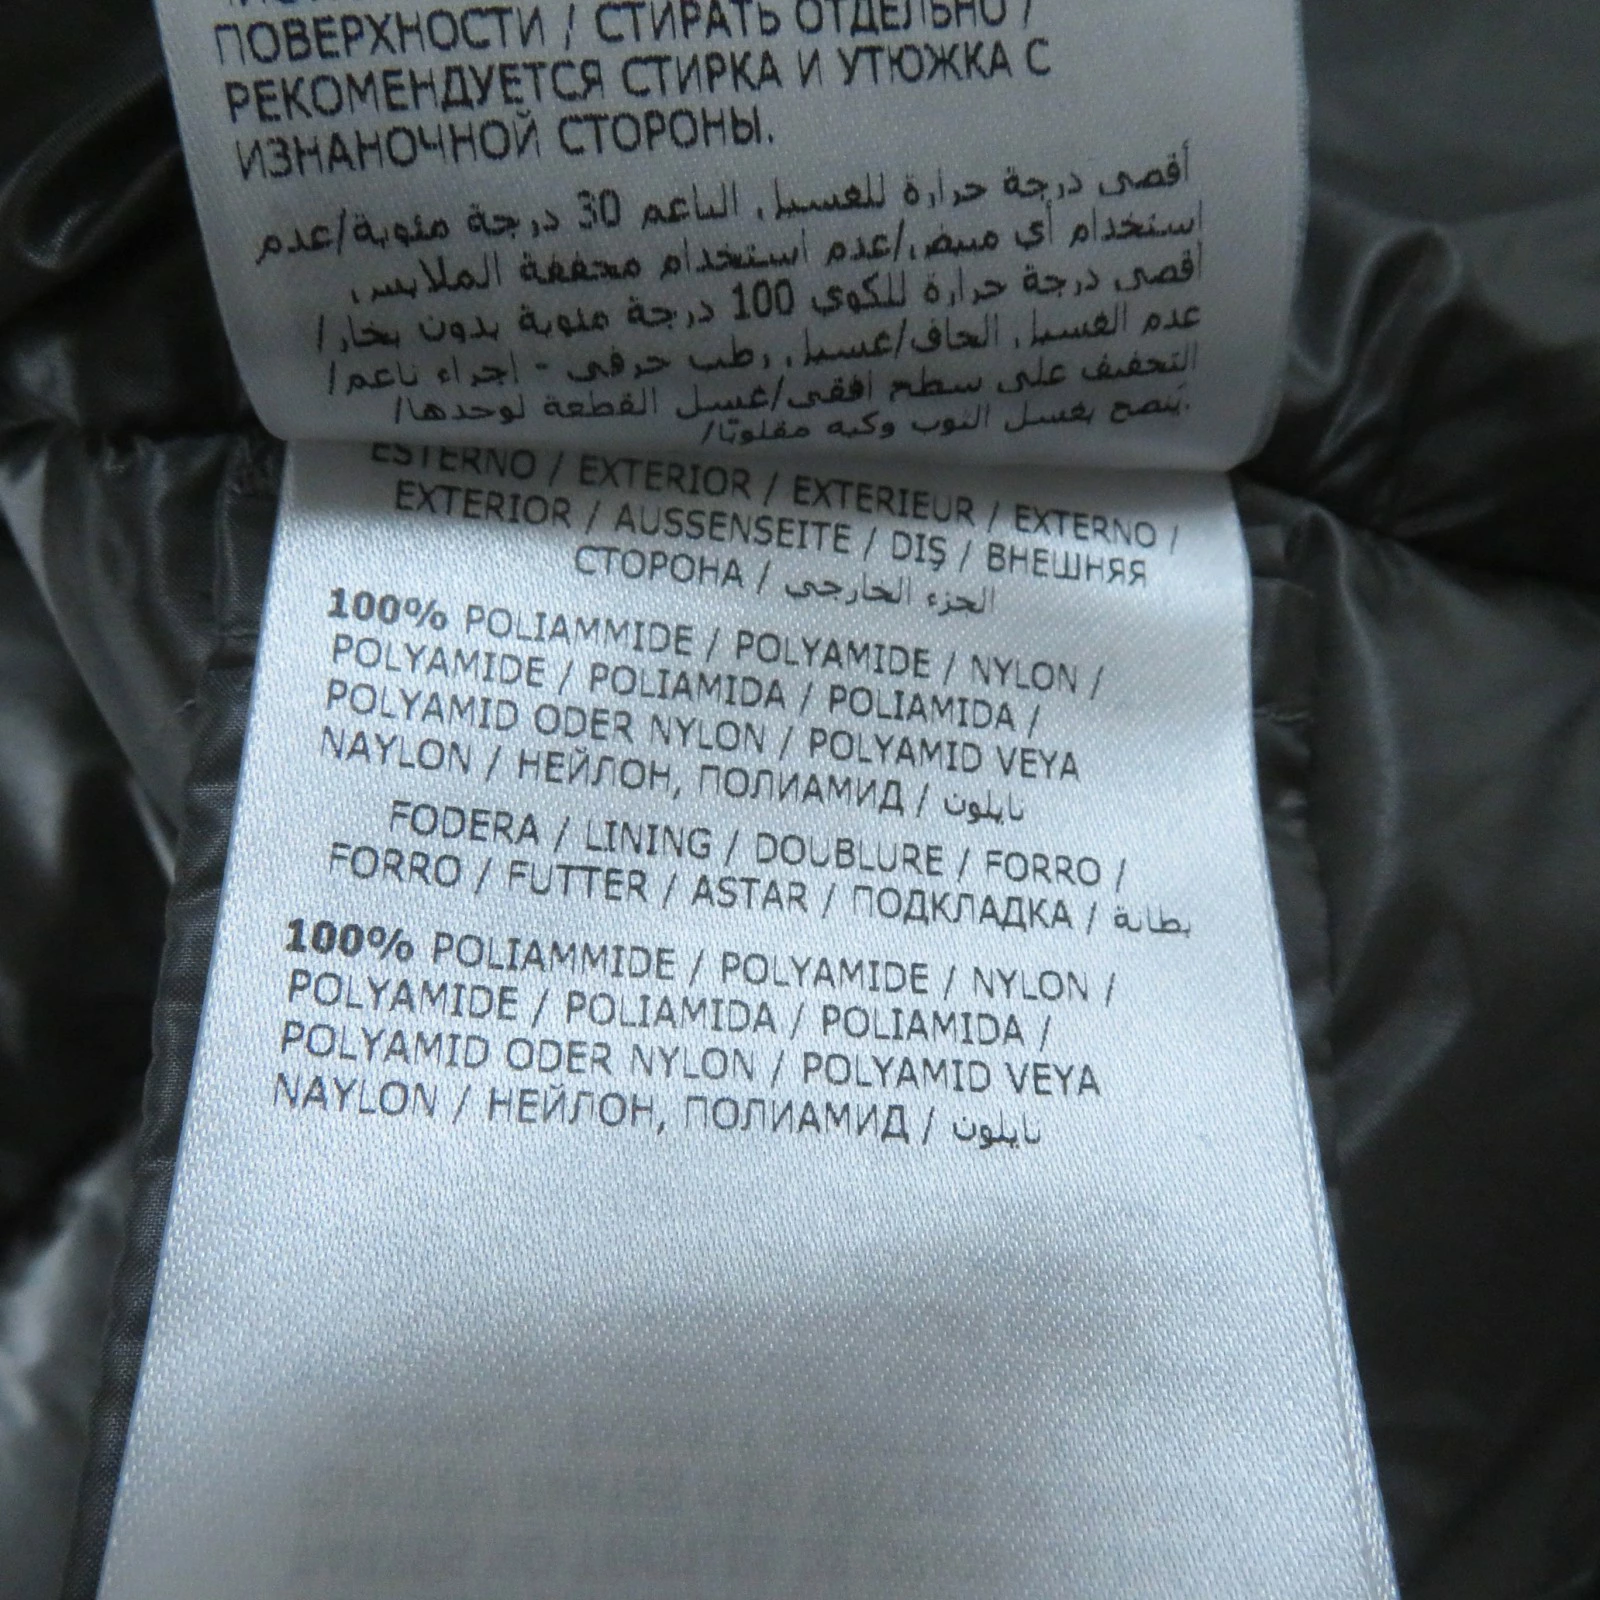 ПОВЕРХНОСТИ / СТИРАТЬ ОТДЕЛЬНО /
РЕКОМЕНДУЕТСЯ СТИРКА И УТЮЖКА С
ИЗНАНОЧНОЙ СТОРОНЫ.
أقصى درجة حرارة للغسيل الناعم 30 درجة مئوية/عدم
استخدام أي مبيض/عدم استخدام مجففة الملابس
أقصى درجة حرارة للكوي 100 درجة مئوية بدون بخار/
عدم الغسيل الجاف/غسيل رطب حرفي - اجراء ناعم/
التجفيف على سطح افقي/غسل القطعة لوحدها/
ينصح بغسل الثوب وكيه مقلوبًا/.
ESTERNO / EXTERIOR / EXTERIEUR / EXTERNO /
EXTERIOR / AUSSENSEITE / DIŞ / ВНЕШНЯЯ
СТОРОНА / الجزء الخارجي
100% POLIAMMIDE / POLYAMIDE / NYLON /
POLYAMIDE / POLIAMIDA / POLIAMIDA /
POLYAMID ODER NYLON / POLYAMID VEYA
NAYLON / НЕЙЛОН, ПОЛИАМИД / نايلون
FODERA / LINING / DOUBLURE / FORRO /
FORRO / FUTTER / ASTAR / ПОДКЛАДКА / بطانة
100% POLIAMMIDE / POLYAMIDE / NYLON /
POLYAMIDE / POLIAMIDA / POLIAMIDA /
POLYAMID ODER NYLON / POLYAMID VEYA
NAYLON / НЕЙЛОН, ПОЛИАМИД / نايلون